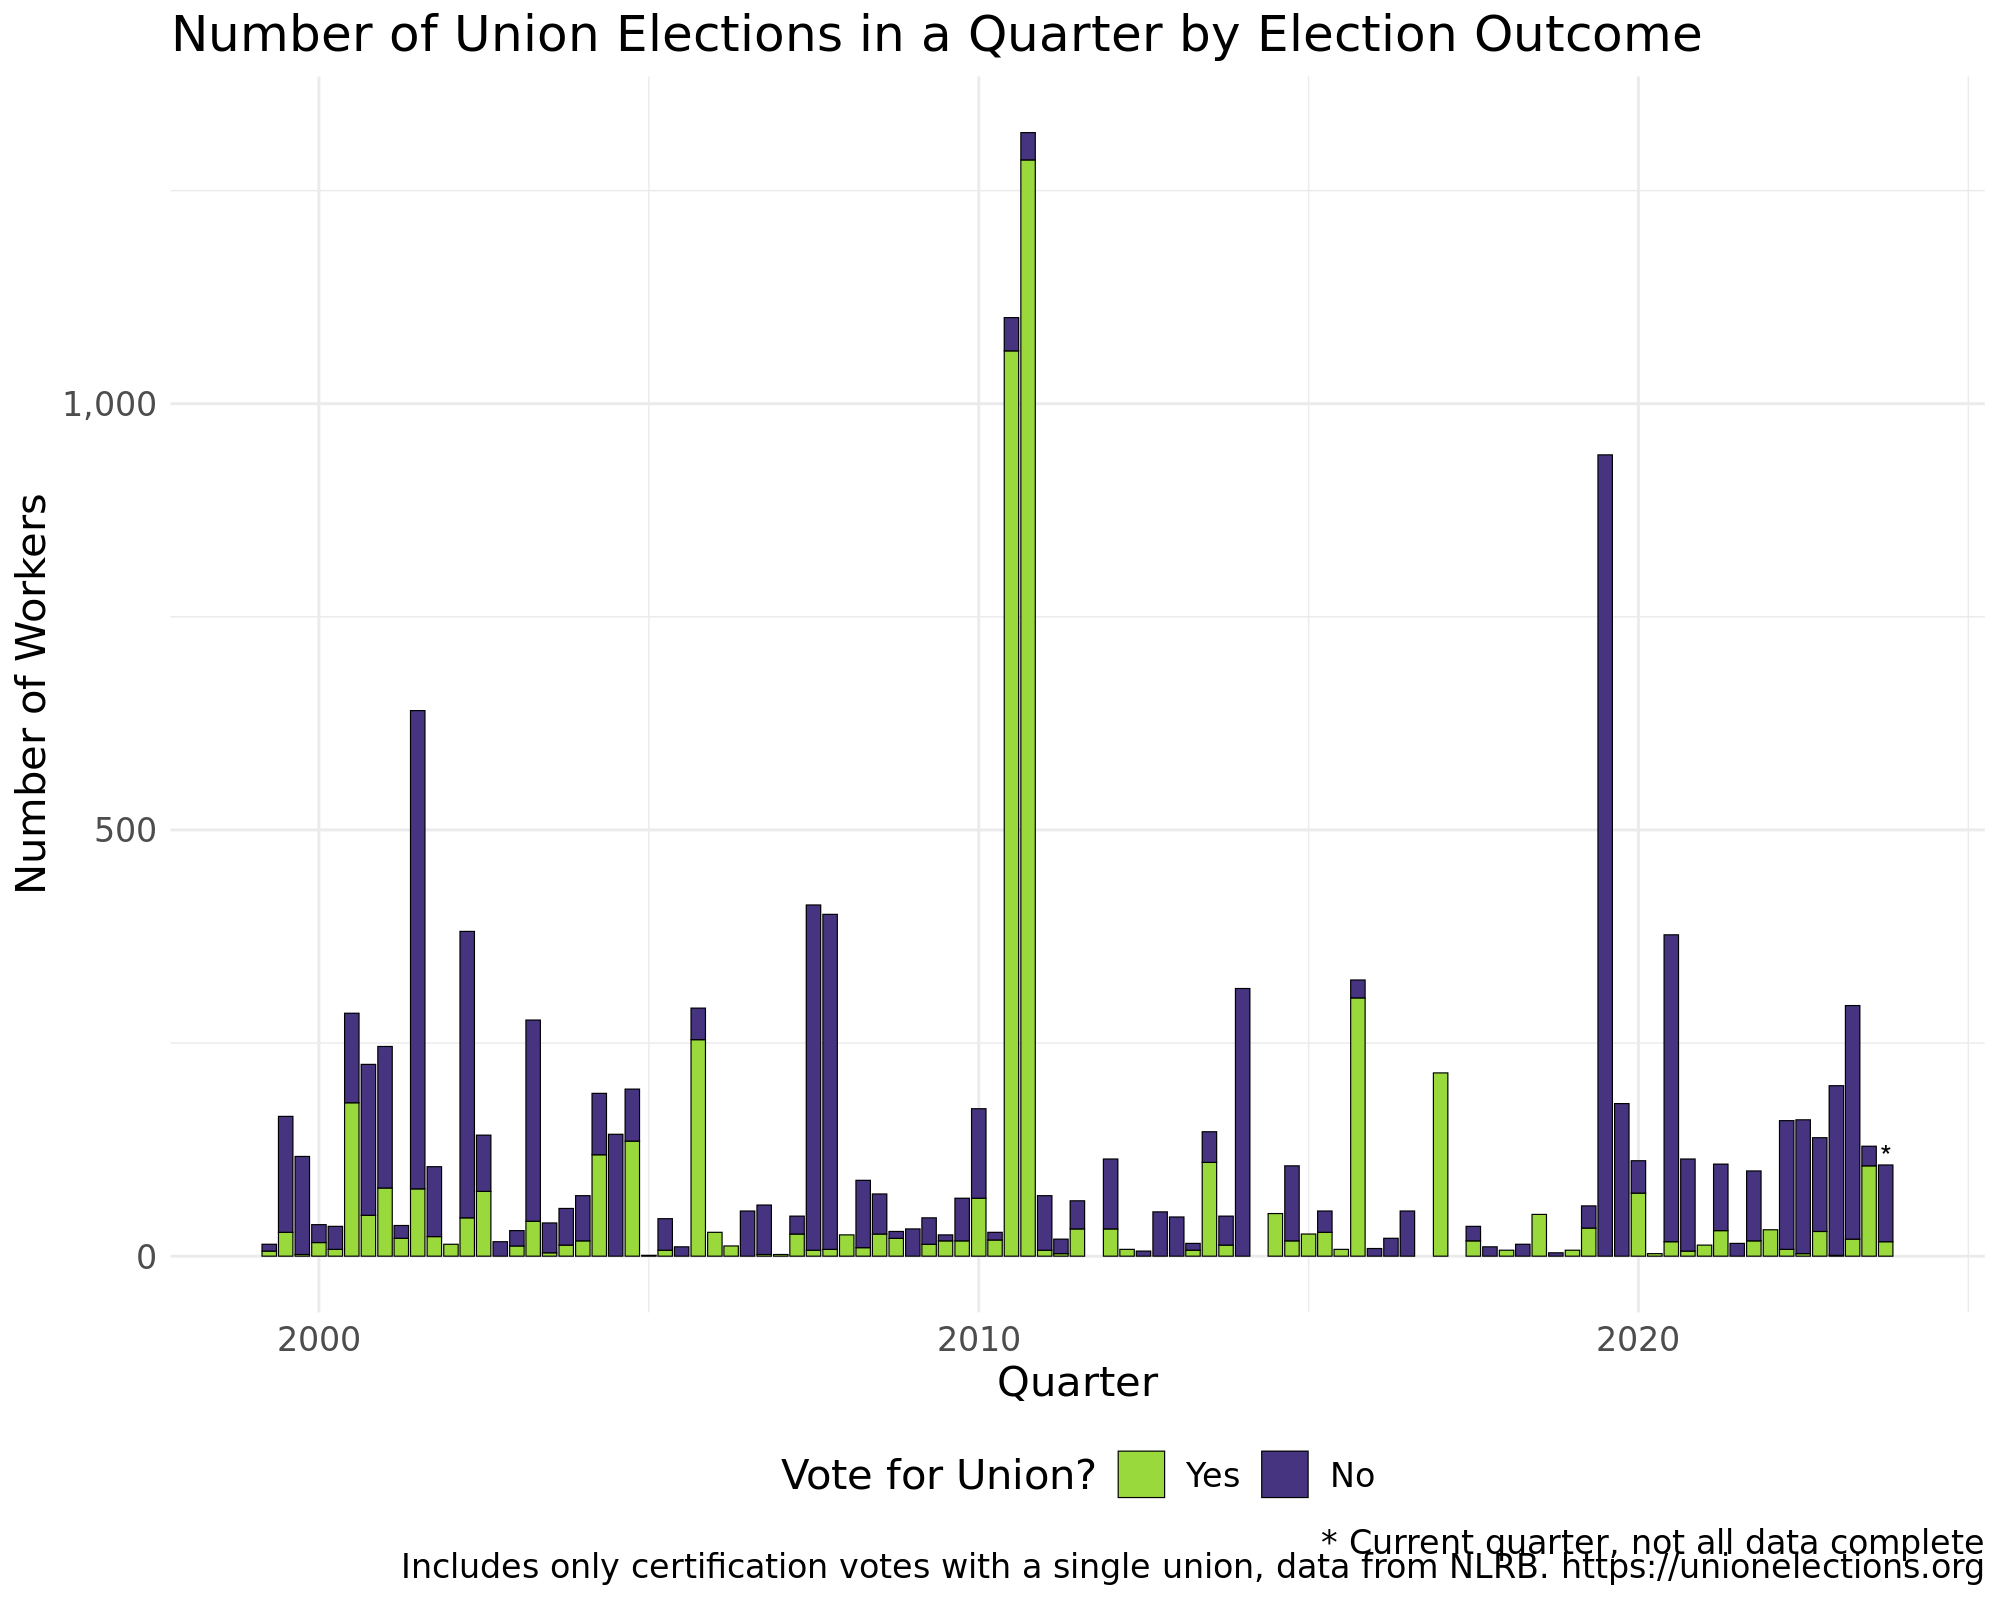 Number of Union Elections in a Quarter by Election Outcome
Number of Workers
1,000
500
0
*
2000
2010
2020
Quarter
Vote for Union?
Yes
No
* Current quarter, not all data complete
Includes only certification votes with a single union, data from NLRB. https://unionelections.org